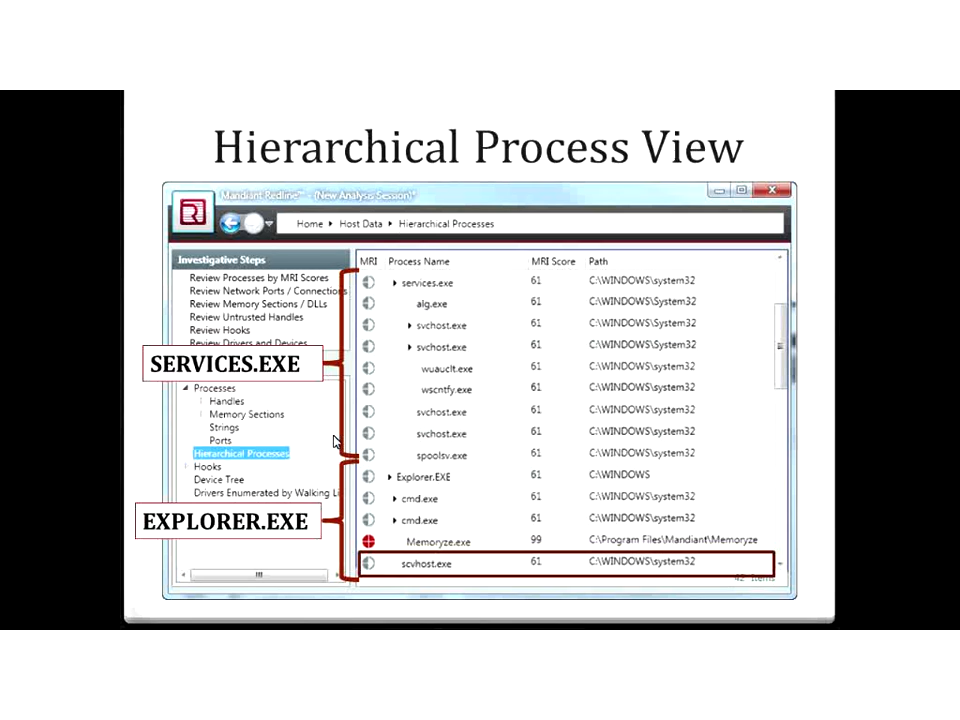 Hierarchical Process View
Mandiant Redline™ - (New Analysis Session)*
Home Host Data Hierarchical Processes
Investigative Steps
Review Processes by MRI Scores
Review Network Ports / Connections
Review Memory Sections / DLLs
Review Untrusted Handles
Review Hooks
Review Drivers and Devices
SERVICES.EXE
Processes
Handles
Memory Sections
Strings
Ports
Hierarchical Processes
Hooks
Device Tree
Drivers Enumerated by Walking Li
EXPLORER.EXE
MRI Process Name MRI Score Path
services.exe 61 C:\WINDOWS\system32
alg.exe 61 C:\WINDOWS\System32
svchost.exe 61 C:\WINDOWS\System32
svchost.exe 61 C:\WINDOWS\System32
wuauclt.exe 61 C:\WINDOWS\system32
wscntfy.exe 61 C:\WINDOWS\system32
svchost.exe 61 C:\WINDOWS\system32
svchost.exe 61 C:\WINDOWS\system32
spoolsv.exe 61 C:\WINDOWS\system32
Explorer.EXE 61 C:\WINDOWS
cmd.exe 61 C:\WINDOWS\system32
cmd.exe 61 C:\WINDOWS\system32
Memoryze.exe 99 C:\Program Files\Mandiant\Memoryze
scvhost.exe 61 C:\WINDOWS\system32
42 Items